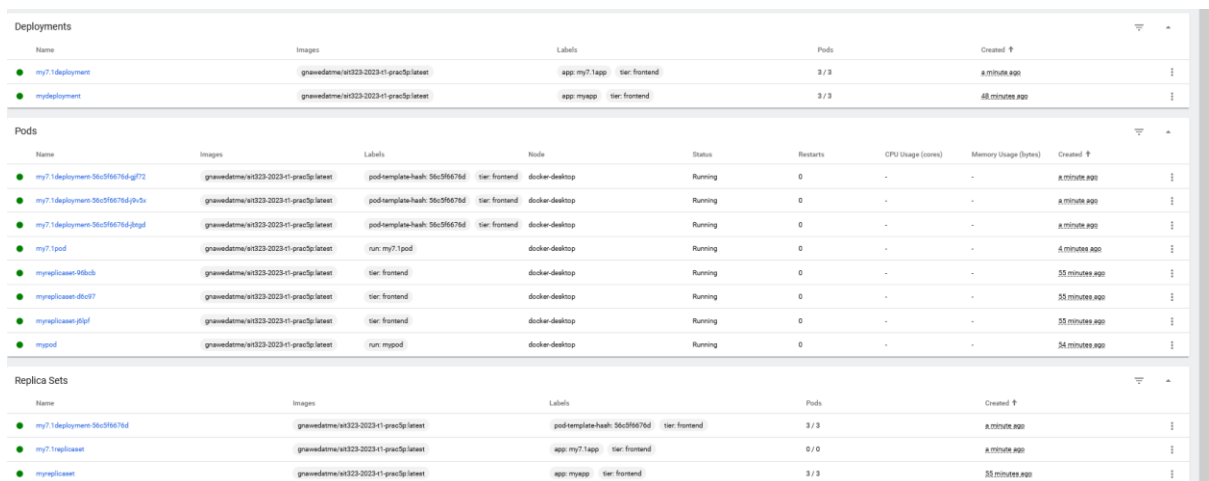 Deployments
Name Images Labels Pods Created ↑
my7.1deployment gnawedatme/sit323-2023-t1-prac5p:latest app: my7.1app tier: frontend 3 / 3 a minute ago
mydeployment gnawedatme/sit323-2023-t1-prac5p:latest app: myapp tier: frontend 3 / 3 48 minutes ago
Pods
Name Images Labels Node Status Restarts CPU Usage (cores) Memory Usage (bytes) Created ↑
my7.1deployment-56c5f6676d-gjf72 gnawedatme/sit323-2023-t1-prac5p:latest pod-template-hash: 56c5f6676d tier: frontend docker-desktop Running 0 - - a minute ago
my7.1deployment-56c5f6676d-j9x5x gnawedatme/sit323-2023-t1-prac5p:latest pod-template-hash: 56c5f6676d tier: frontend docker-desktop Running 0 - - a minute ago
my7.1deployment-56c5f6676d-jbtgd gnawedatme/sit323-2023-t1-prac5p:latest pod-template-hash: 56c5f6676d tier: frontend docker-desktop Running 0 - - a minute ago
my7.1pod gnawedatme/sit323-2023-t1-prac5p:latest run: my7.1pod docker-desktop Running 0 - - 4 minutes ago
myreplicaset-96bcb gnawedatme/sit323-2023-t1-prac5p:latest tier: frontend docker-desktop Running 0 - - 55 minutes ago
myreplicaset-d6c97 gnawedatme/sit323-2023-t1-prac5p:latest tier: frontend docker-desktop Running 0 - - 55 minutes ago
myreplicaset-j6lpf gnawedatme/sit323-2023-t1-prac5p:latest tier: frontend docker-desktop Running 0 - - 55 minutes ago
mypod gnawedatme/sit323-2023-t1-prac5p:latest run: mypod docker-desktop Running 0 - - 54 minutes ago
Replica Sets
Name Images Labels Pods Created ↑
my7.1deployment-56c5f6676d gnawedatme/sit323-2023-t1-prac5p:latest pod-template-hash: 56c5f6676d tier: frontend 3 / 3 a minute ago
my7.1replicaset gnawedatme/sit323-2023-t1-prac5p:latest app: my7.1app tier: frontend 0 / 0 a minute ago
myreplicaset gnawedatme/sit323-2023-t1-prac5p:latest app: myapp tier: frontend 3 / 3 55 minutes ago